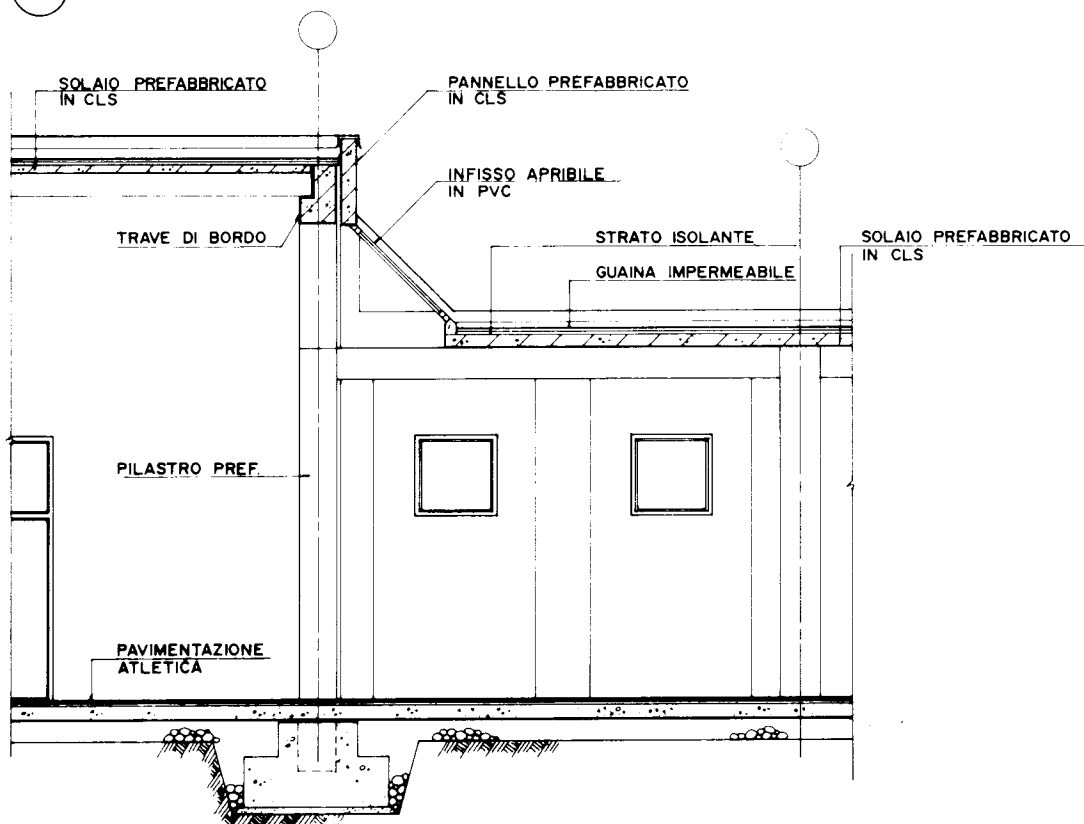 SOLAIO PREFABBRICATO
IN CLS
PANNELLO PREFABBRICATO
IN CLS
INFISSO APRIBILE
IN PVC
TRAVE DI BORDO
STRATO ISOLANTE
SOLAIO PREFABBRICATO
IN CLS
GUAINA IMPERMEABILE
PILASTRO PREF.
PAVIMENTAZIONE
ATLETICA